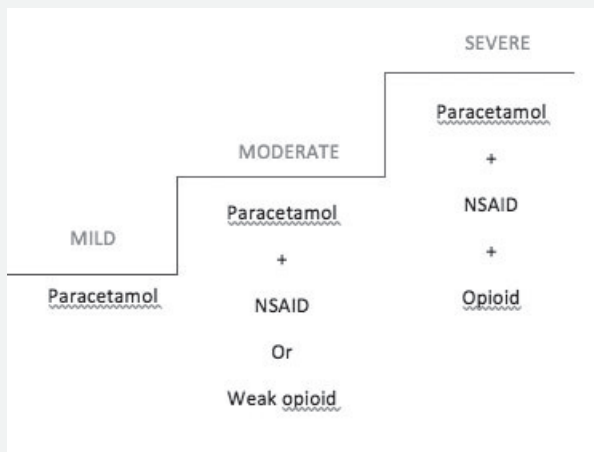 MILD
Paracetamol
MODERATE
Paracetamol
+
NSAID
Or
Weak opioid
SEVERE
Paracetamol
+
NSAID
+
Opioid